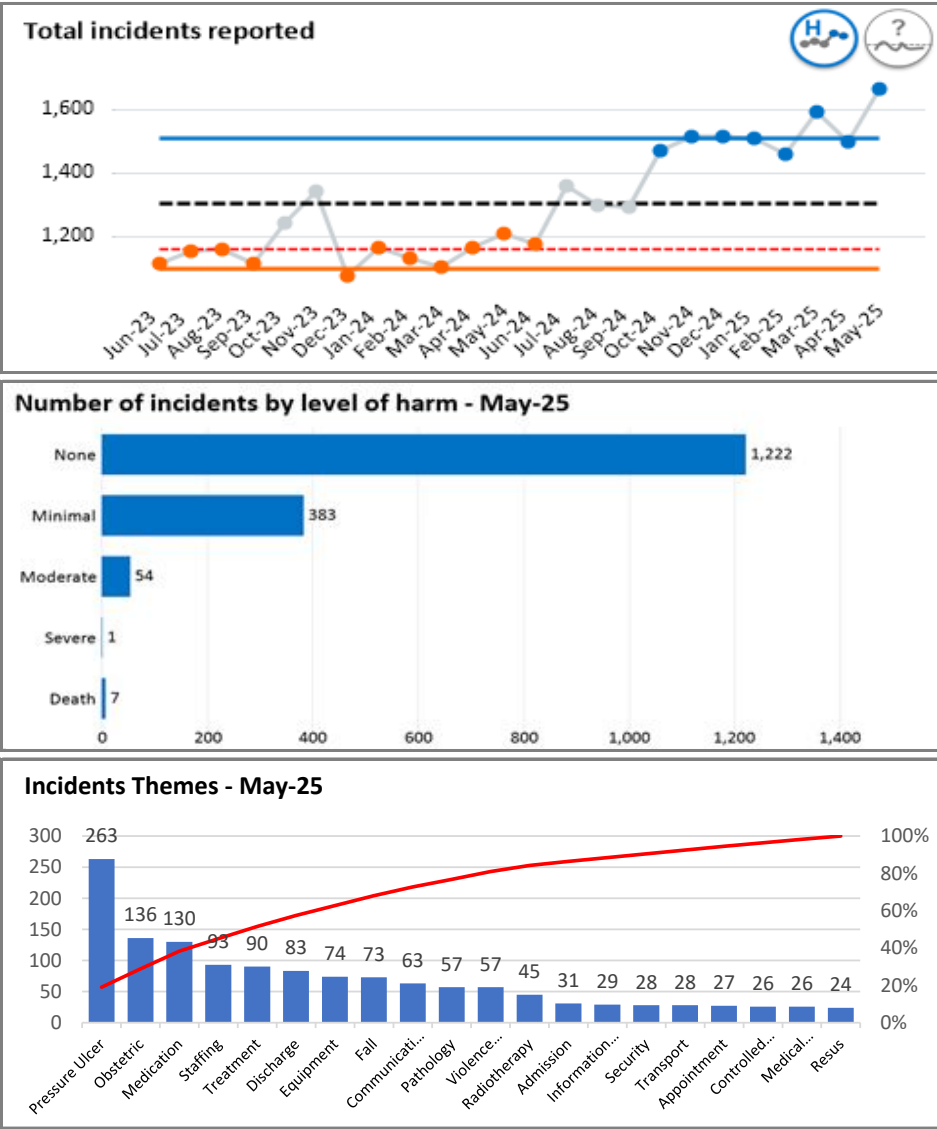 Total incidents reported
H
?
1,600
1,400
1,200
Jun-23
Jul-23
Aug-23
Sep-23
Oct-23
Nov-23
Dec-23
Jan-24
Feb-24
Mar-24
Apr-24
May-24
Jun-24
Jul-24
Aug-24
Sep-24
Oct-24
Nov-24
Dec-24
Jan-25
Feb-25
Mar-25
Apr-25
May-25
Number of incidents by level of harm - May-25
None 1,222
Minimal 383
Moderate 54
Severe 1
Death 7
0 200 400 600 800 1,000 1,200 1,400
Incidents Themes - May-25
300 263 100%
250 80%
200
150 136 130 60%
100 93 90 83 74 73 63 57 57 45 40%
50 31 29 28 28 27 26 26 24 20%
0 0%
Pressure Ulcer
Obstetric
Medication
Staffing
Treatment
Discharge
Equipment
Fall
Communicati...
Pathology
Violence...
Radiotherapy
Admission
Information...
Security
Transport
Appointment
Controlled...
Medical...
Resus